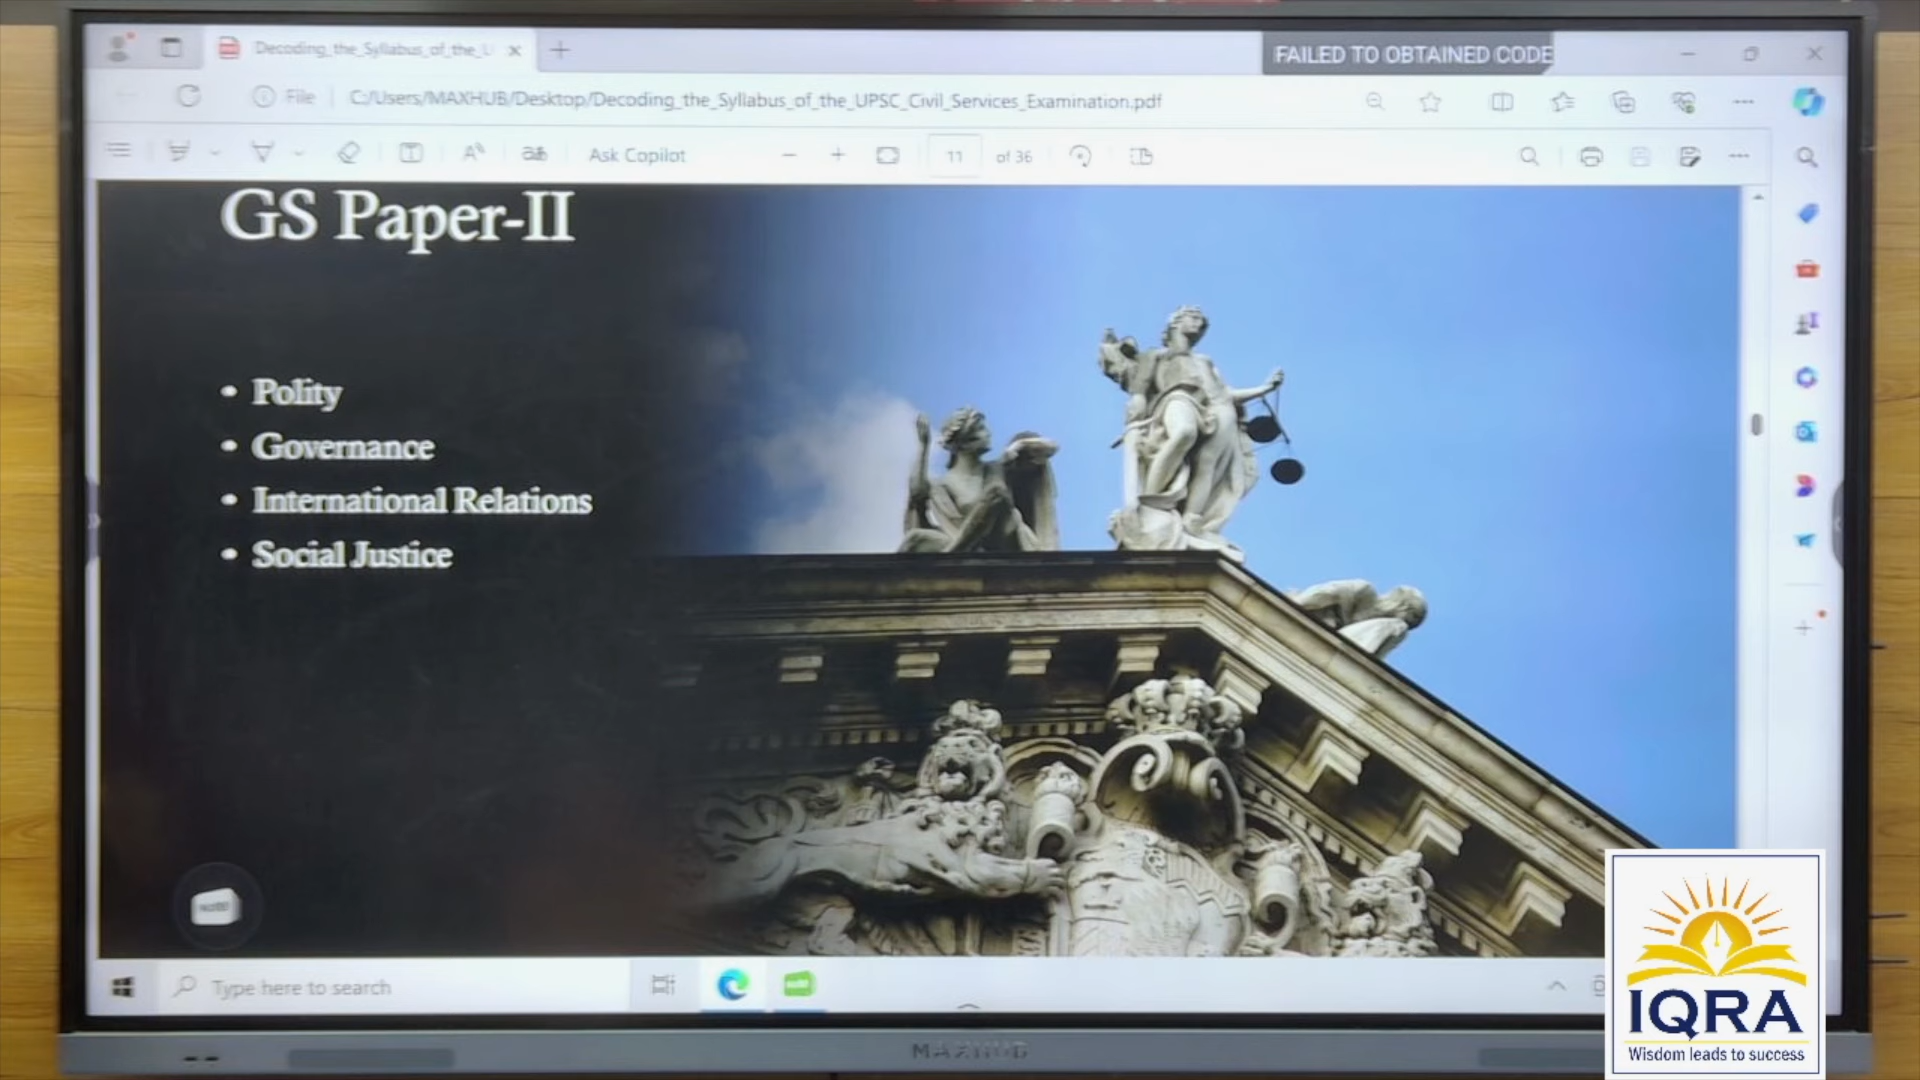 Decoding_the_Syllabus_of_the_U
FAILED TO OBTAINED CODE
File
C:/Users/MAXHUB/Desktop/Decoding_the_Syllabus_of_the_UPSC_Civil_Services_Examination.pdf
Ask Copilot
11 of 36
GS Paper-II
• Polity
• Governance
• International Relations
• Social Justice
Type here to search
MAXHUB
IQRA
Wisdom leads to success